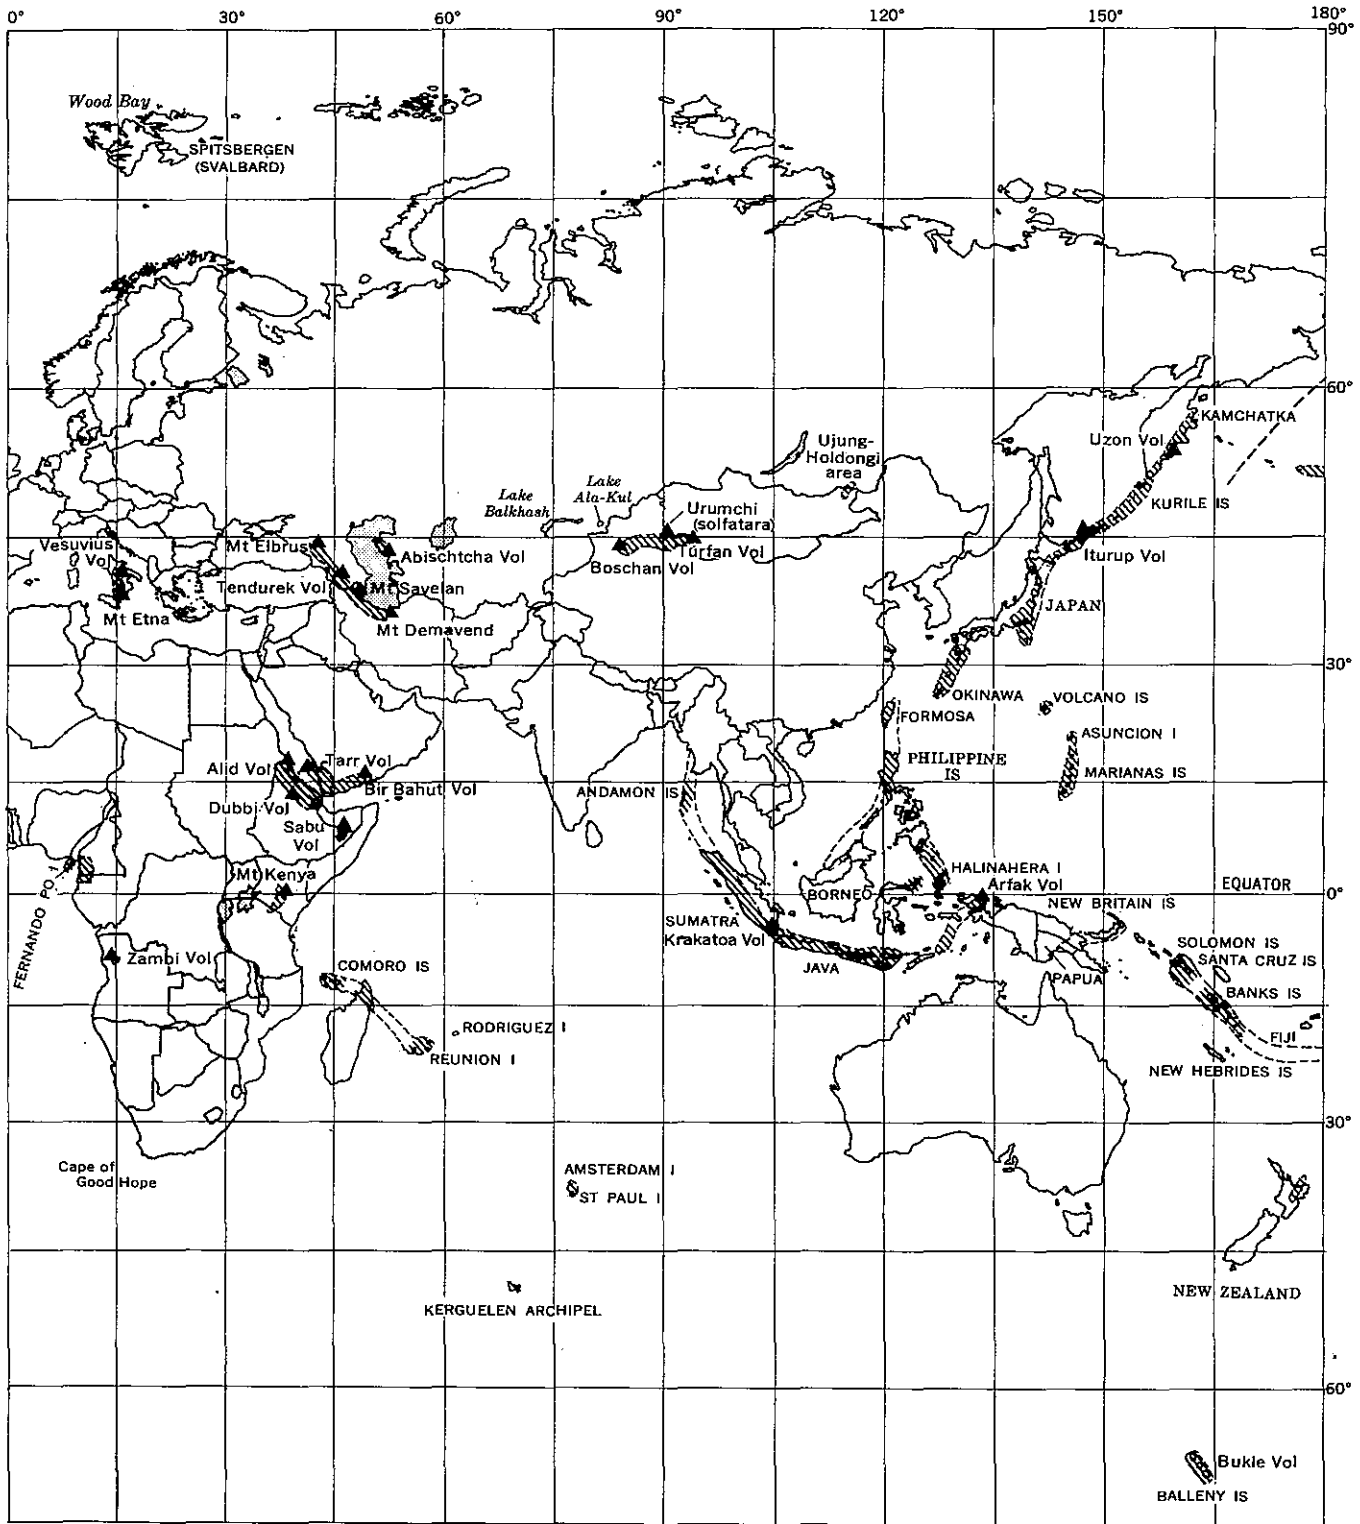 0° 30° 60° 90° 120° 150° 180°
90°
Wood Bay
SPITSBERGEN
(SVALBARD)
60°
KAMCHATKA
Uzon Vol
Ujung-
Holdongi
area
Lake
Ala-Kul
Lake
Balkhash
KURILE IS
Urumchi
(solfatara)
Vesuvius
Vol
Mt Elbrus
Abischtcha Vol
Turfan Vol
Boschan Vol
Iturup Vol
Tendurek Vol
Mt Savelan
JAPAN
Mt Etna
Mt Demavend
30°
OKINAWA
VOLCANO IS
FORMOSA
ASUNCION I
Tarr Vol
PHILIPPINE
IS
Alid Vol
MARIANAS IS
Bir Bahut Vol
ANDAMON IS
Dubbi Vol
Sabu
Vol
FERNANDO PO I
Mt Kenya
HALINAHERA I
Arfak Vol
EQUATOR
0°
BORNEO
NEW BRITAIN IS
SUMATRA
Krakatoa Vol
SOLOMON IS
SANTA CRUZ IS
Zambi Vol
COMORO IS
JAVA
PAPUA
BANKS IS
RODRIGUEZ I
FIJI
REUNION I
NEW HEBRIDES IS
30°
Cape of
Good Hope
AMSTERDAM I
ST PAUL I
NEW ZEALAND
KERGUELEN ARCHIPEL
60°
Bukle Vol
BALLENY IS